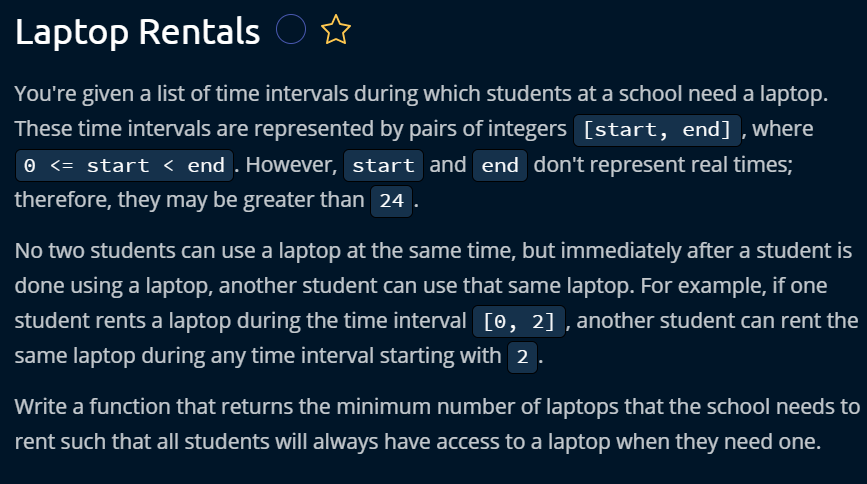 Laptop Rentals
You're given a list of time intervals during which students at a school need a laptop.
These time intervals are represented by pairs of integers [start, end], where
0 <= start < end. However, start and end don't represent real times;
therefore, they may be greater than 24.
No two students can use a laptop at the same time, but immediately after a student is
done using a laptop, another student can use that same laptop. For example, if one
student rents a laptop during the time interval [0, 2], another student can rent the
same laptop during any time interval starting with 2.
Write a function that returns the minimum number of laptops that the school needs to
rent such that all students will always have access to a laptop when they need one.